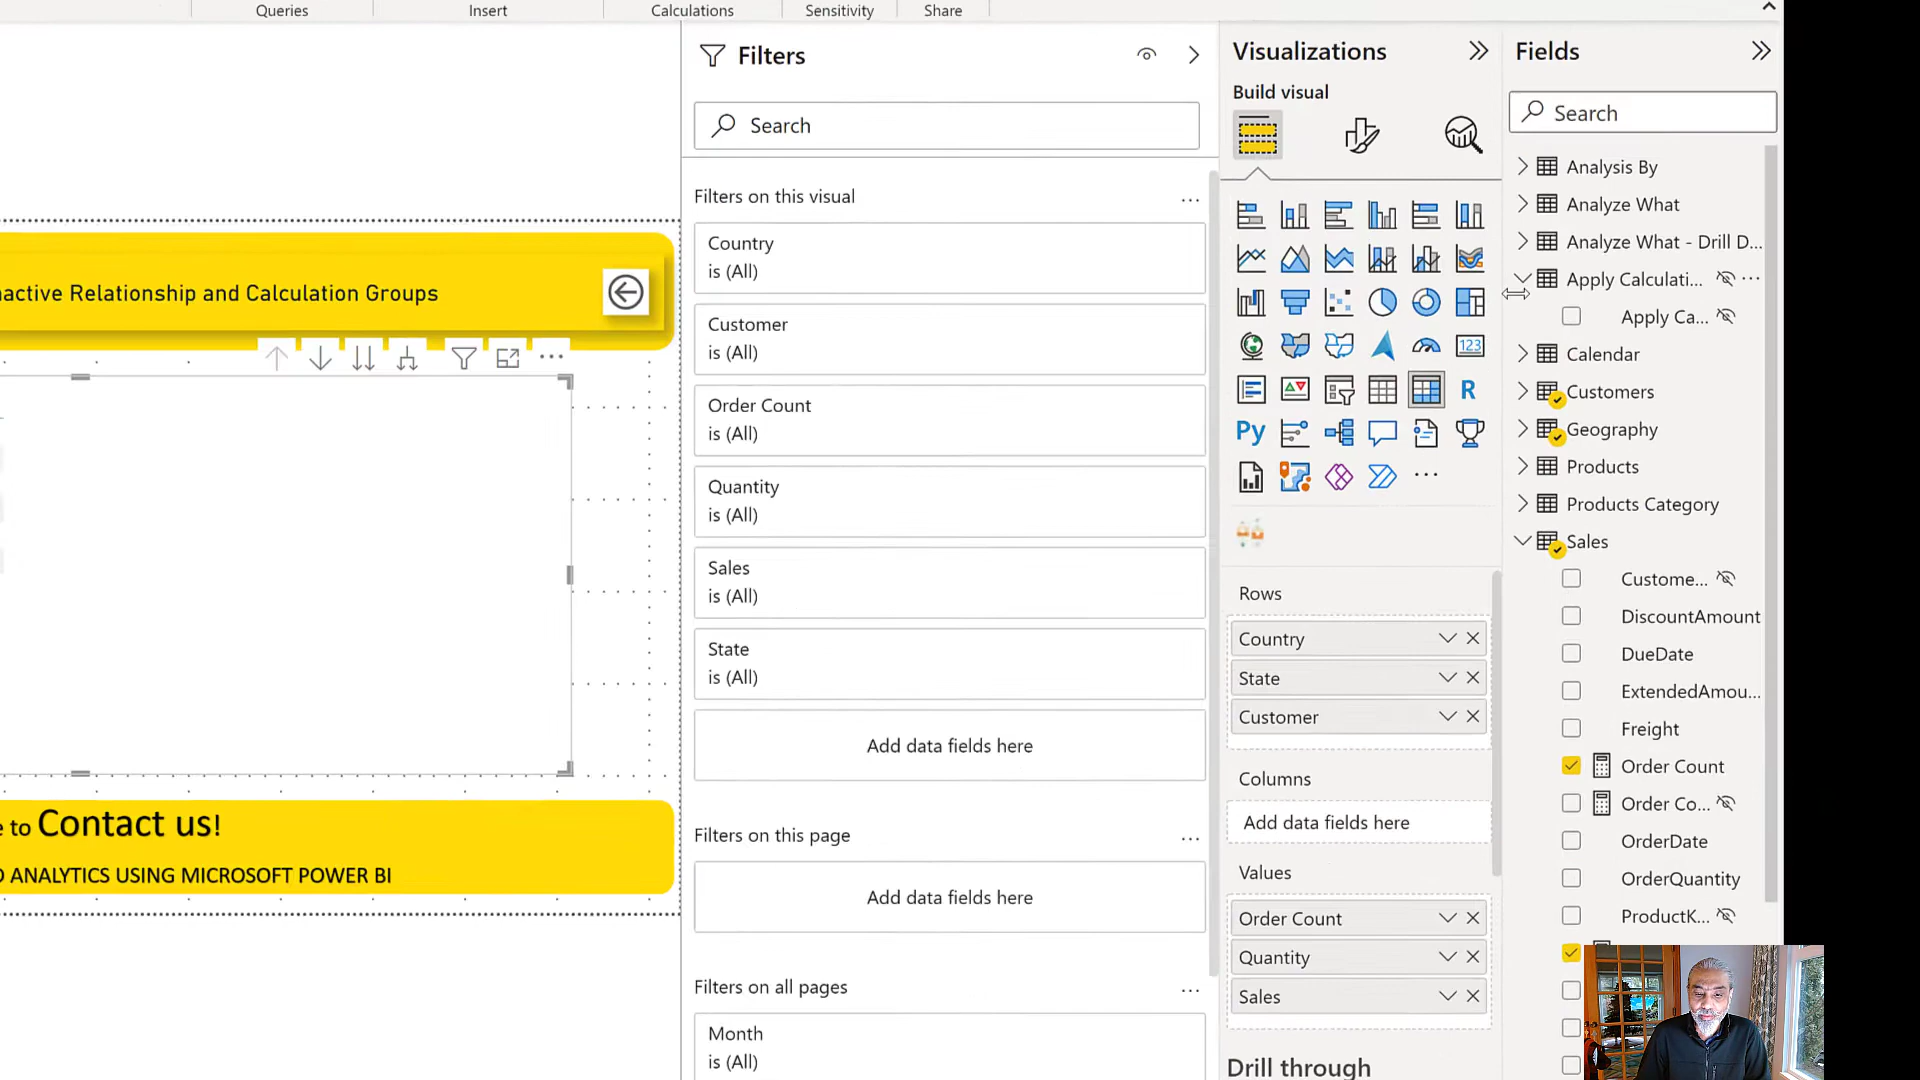 Queries
Insert
Calculations
Sensitivity
Share
active Relationship and Calculation Groups
to Contact us!
ANALYTICS USING MICROSOFT POWER BI
Filters
Search
Filters on this visual
Country
is (All)
Customer
is (All)
Order Count
is (All)
Quantity
is (All)
Sales
is (All)
State
is (All)
Add data fields here
Filters on this page
Add data fields here
Filters on all pages
Month
is (All)
Visualizations
Build visual
123
R
Py
Rows
Country
State
Customer
Columns
Add data fields here
Values
Order Count
Quantity
Sales
Drill through
Fields
Search
Analysis By
Analyze What
Analyze What - Drill D...
Apply Calculati...
Apply Ca...
Calendar
Customers
Geography
Products
Products Category
Sales
Custome...
DiscountAmount
DueDate
ExtendedAmou...
Freight
Order Count
Order Co...
OrderDate
OrderQuantity
ProductK...